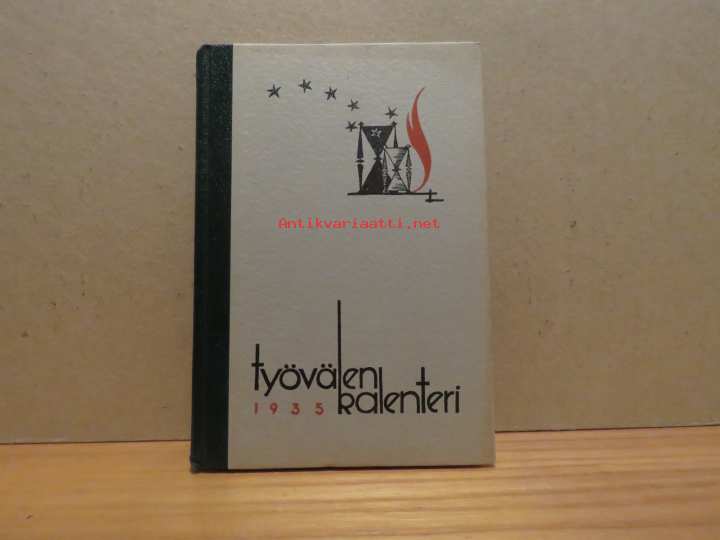 Antikvariaatti.net
työväen
1935 kalenteri